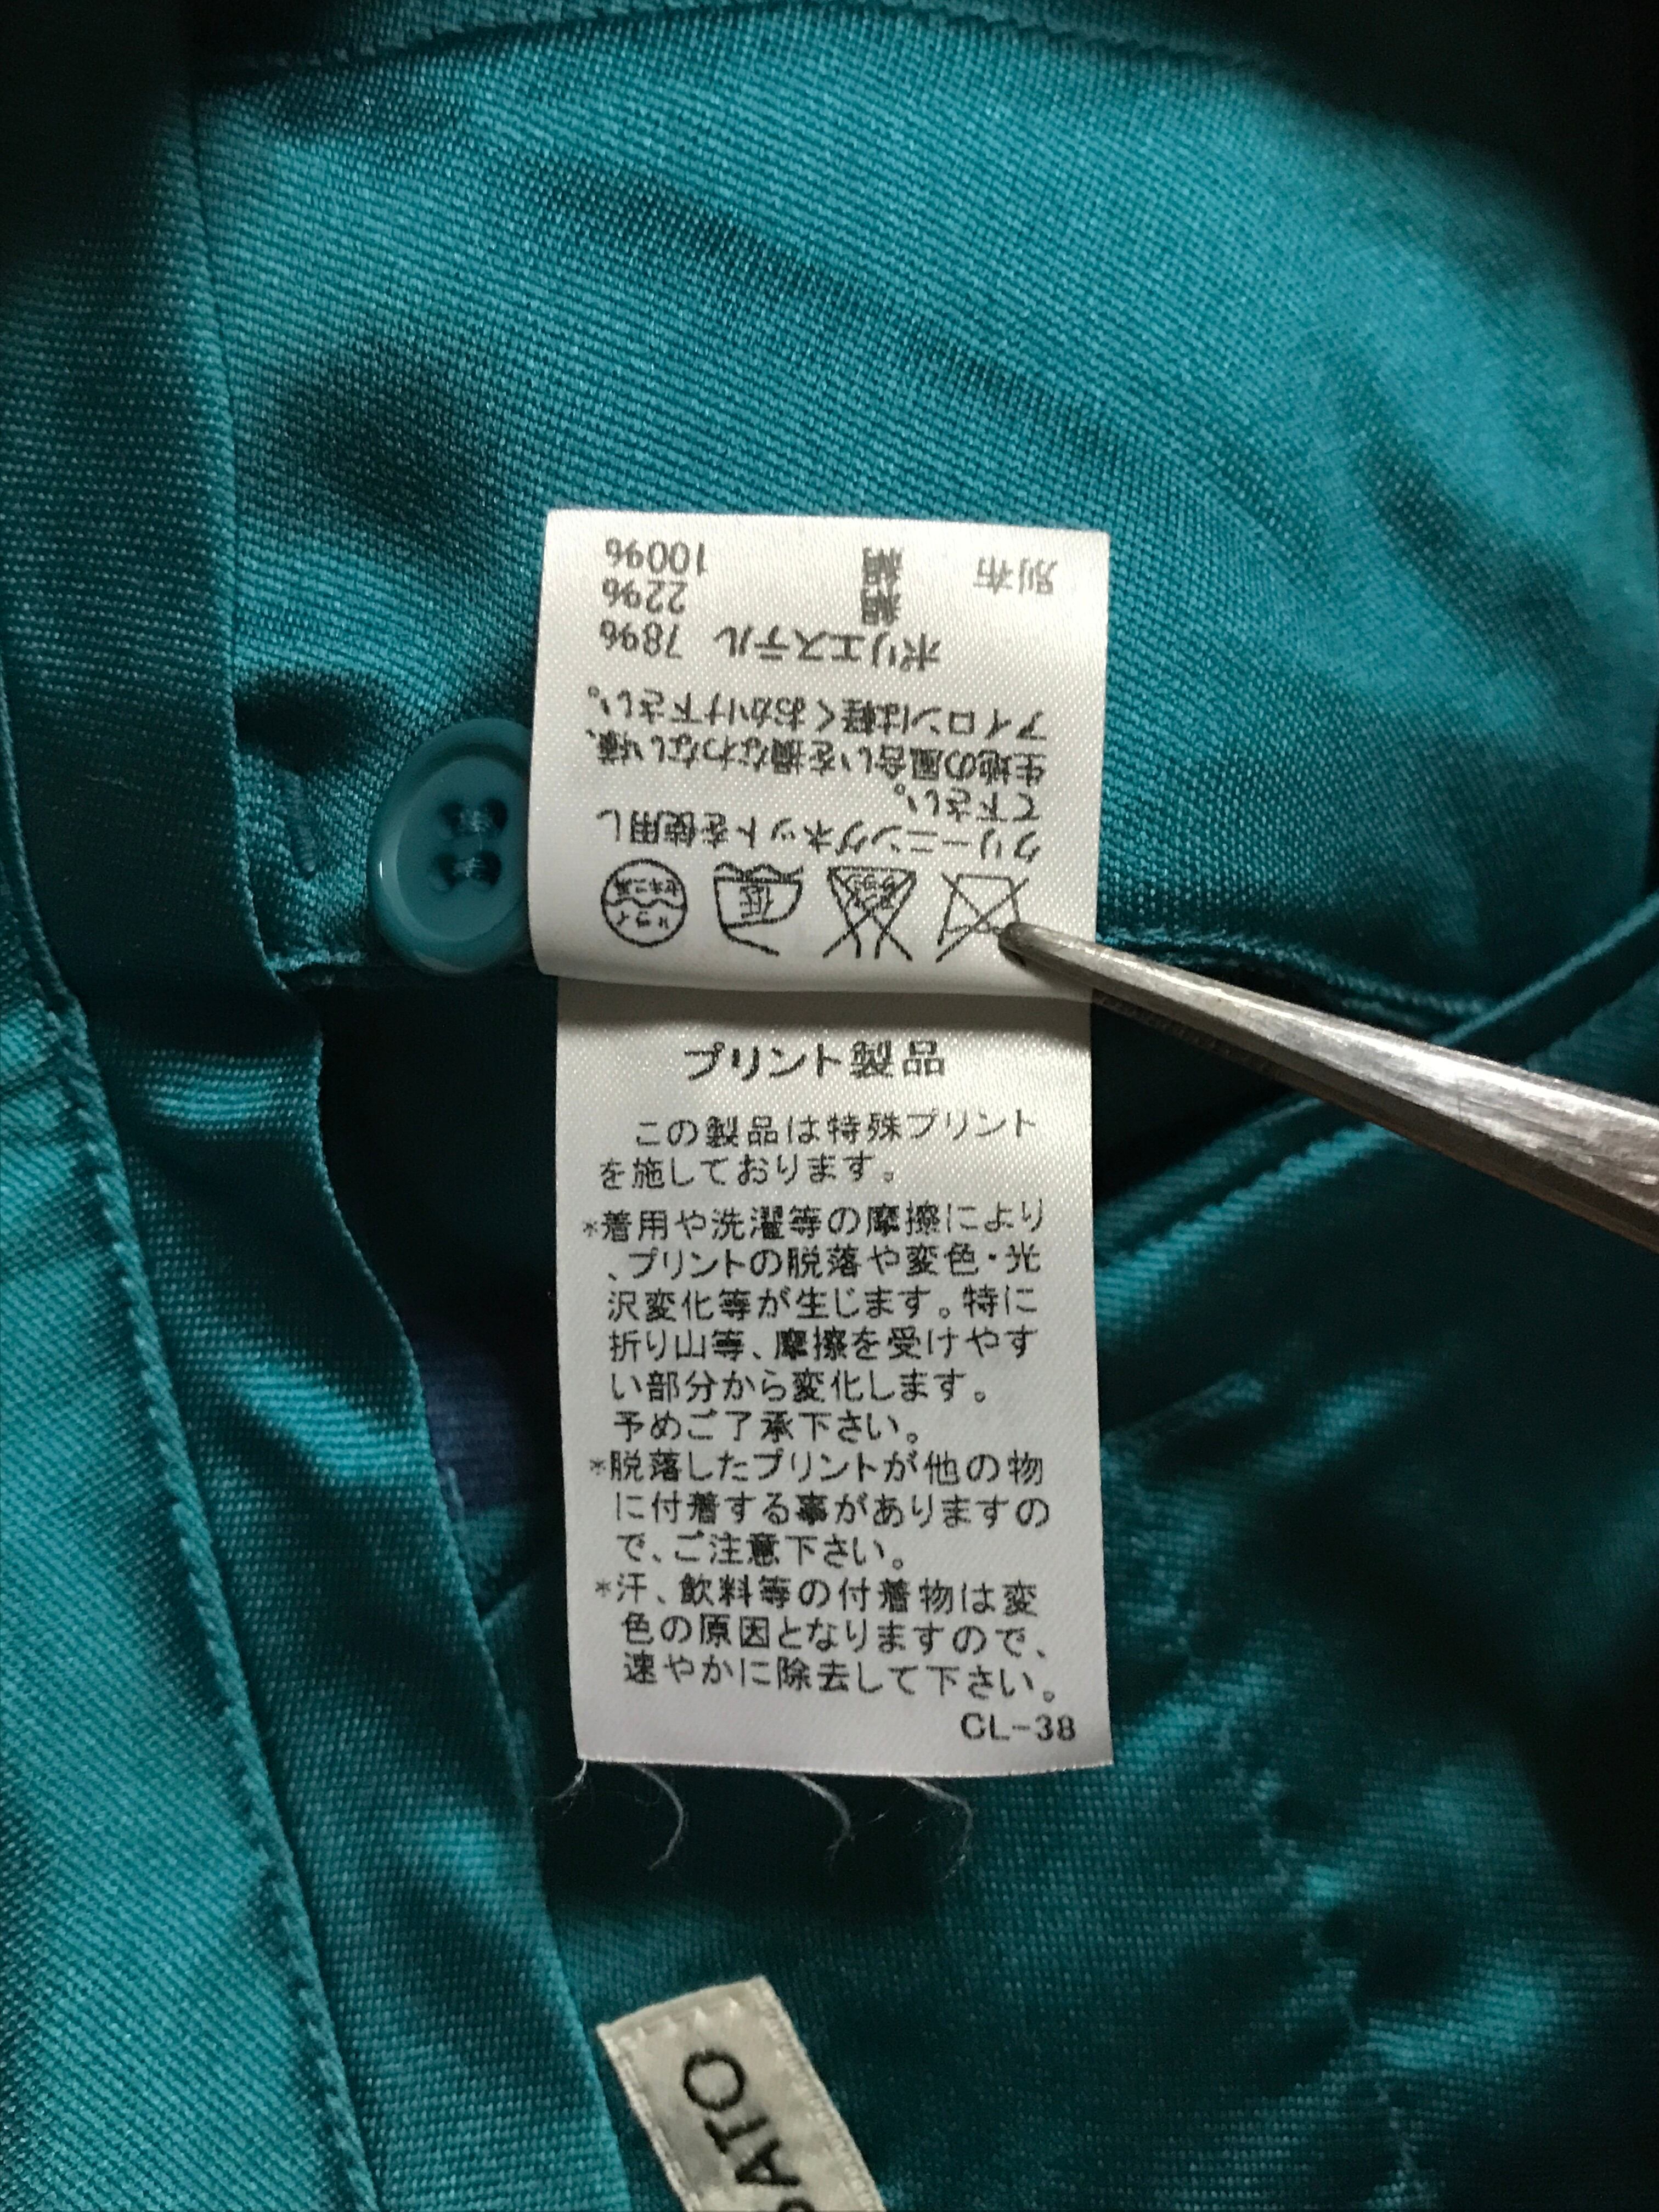 ドライ
セキユ系
低
クリーニングネットを使用し
て下さい。
生地の風合いを損なわない様、
アイロンは軽くおかけ下さい。
ポリエステル 78%
絹 22%
別布 絹 100%
プリント製品
この製品は特殊プリント
を施しております。
*着用や洗濯等の摩擦により
、プリントの脱落や変色・光
沢変化等が生じます。特に
折り山等、摩擦を受けやす
い部分から変化します。
予めご了承下さい。
*脱落したプリントが他の物
に付着する事がありますの
で、ご注意下さい。
*汗、飲料等の付着物は変
色の原因となりますので、
速やかに除去して下さい。
CL-38